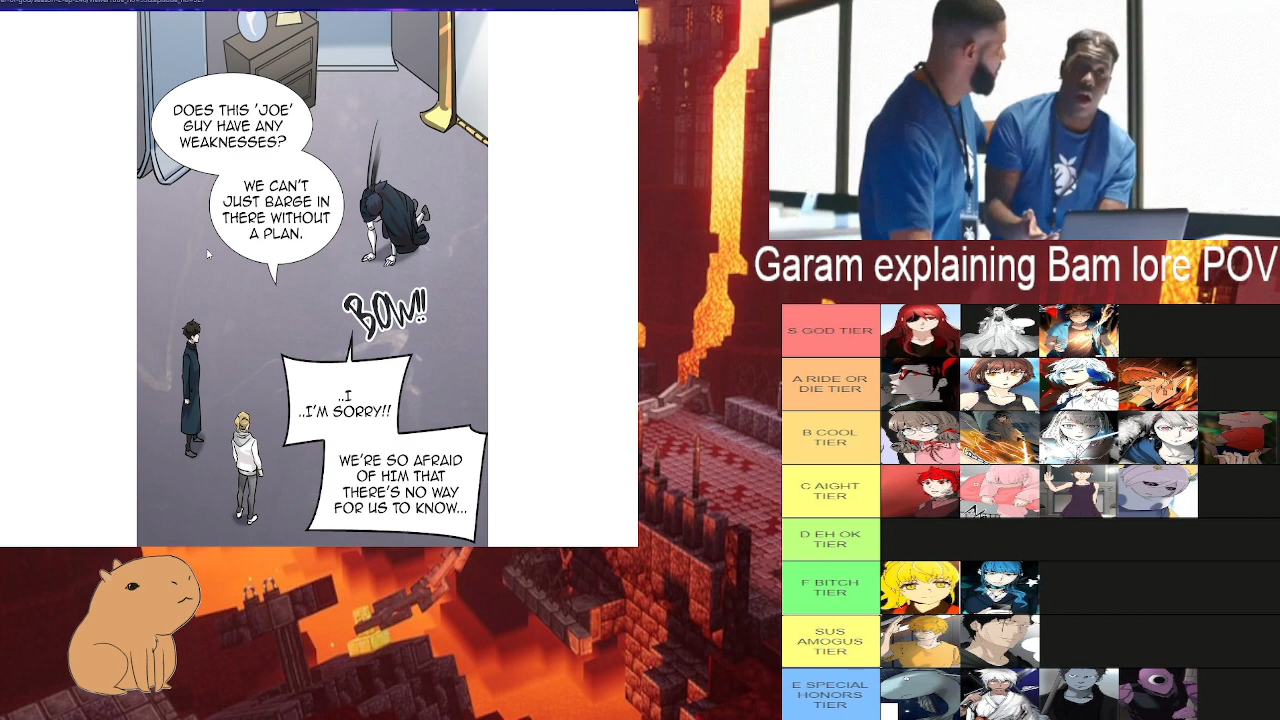 DOES THIS 'JOE'
GUY HAVE ANY
WEAKNESSES?
WE CAN'T
JUST BARGE IN
THERE WITHOUT
A PLAN.
BOW!!
..I
..I'M SORRY!!
WE'RE SO AFRAID
OF HIM THAT
THERE'S NO WAY
FOR US TO KNOW...
Garam explaining Bam lore POV
S GOD TIER
A RIDE OR
DIE TIER
B COOL
TIER
C AIGHT
TIER
D EH OK
TIER
F BITCH
TIER
SUS
AMOGUS
TIER
E SPECIAL
HONORS
TIER